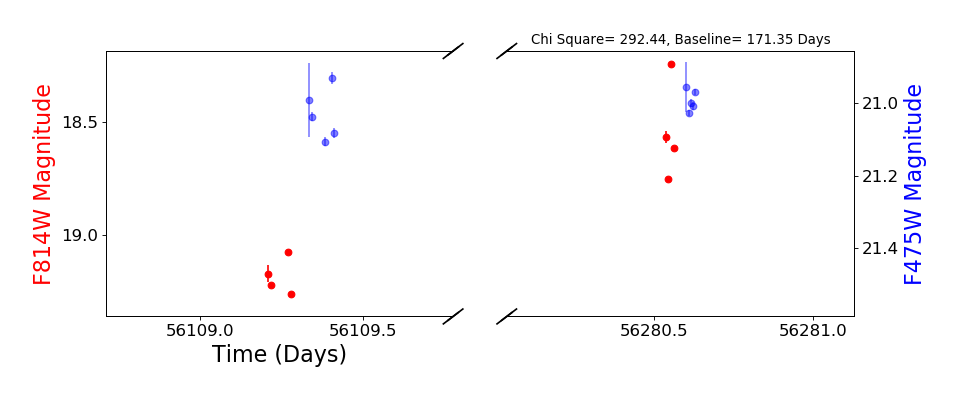 Chi Square= 292.44, Baseline= 171.35 Days
F814W Magnitude
18.5
19.0
21.0
21.2
21.4
F475W Magnitude
56109.0
56109.5
56280.5
56281.0
Time (Days)